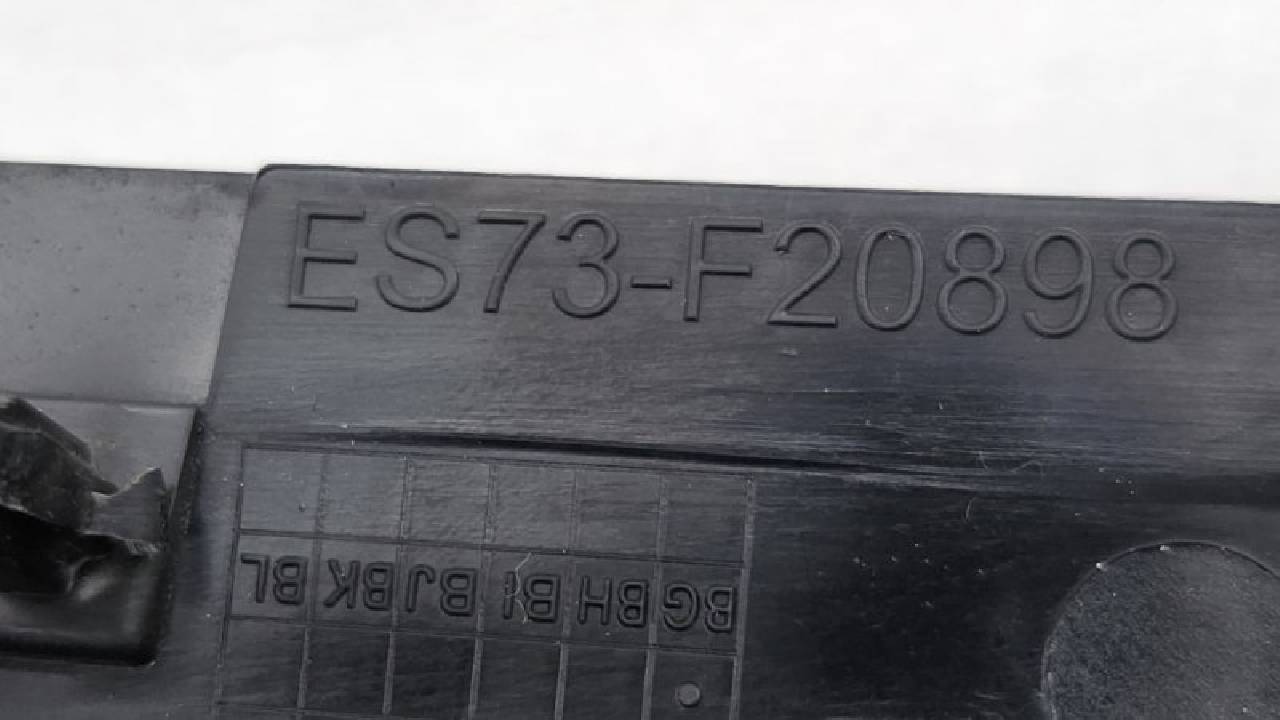 ES73-F20898
BG BH BI BJ BK BL